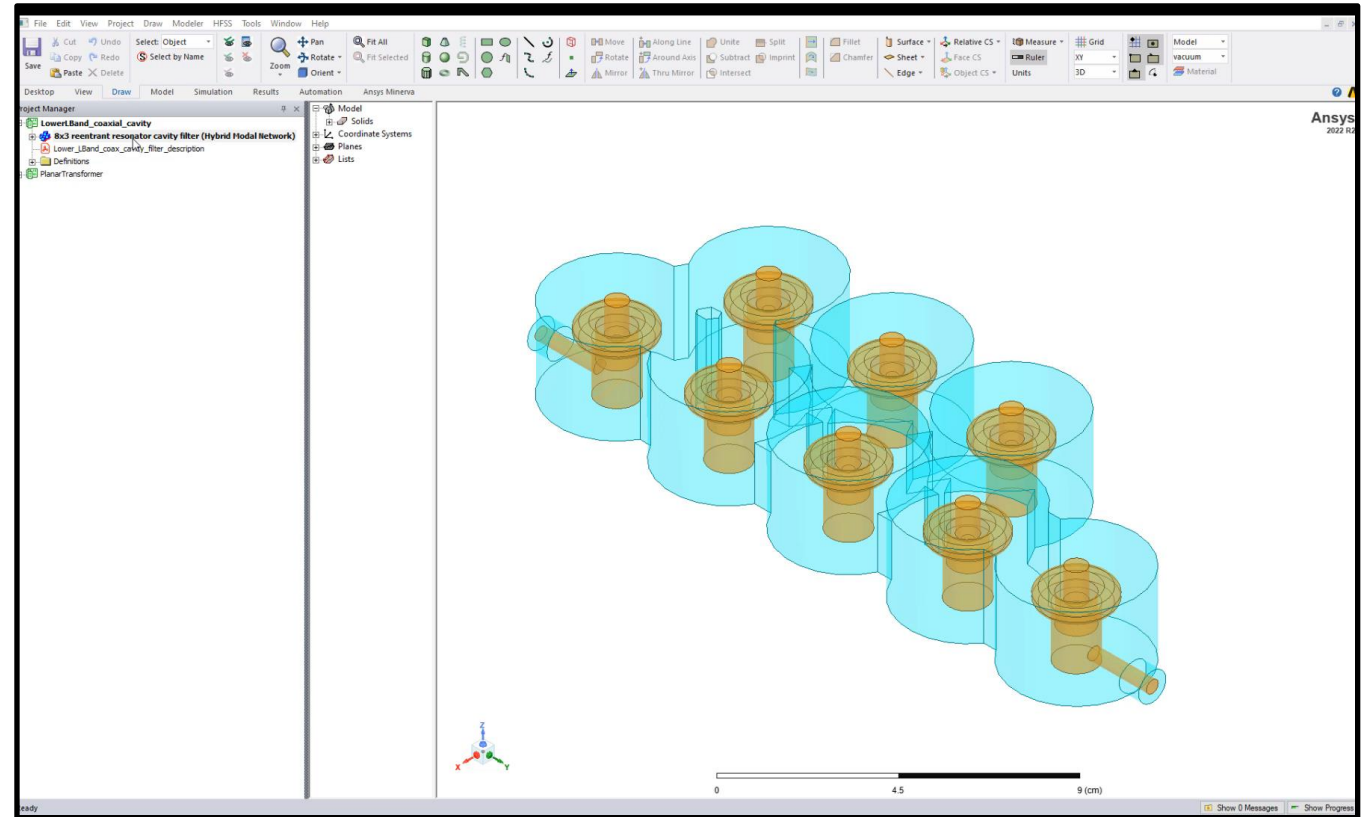 File Edit View Project Draw Modeler HFSS Tools Window Help
Save
Cut Undo
Copy Redo
Paste Delete
Select: Object
Select by Name
Zoom
Pan
Rotate
Orient
Fit All
Fit Selected
Move Along Line
Rotate Around Axis
Mirror Thru Mirror
Unite Split
Subtract Imprint
Intersect
Fillet
Chamfer
Surface
Sheet
Edge
Relative CS
Face CS
Object CS
Measure
Ruler
Units
Grid
XY
3D
Model
vacuum
Material
Desktop View Draw Model Simulation Results Automation Ansys Minerva
roject Manager
LowerLBand_coaxial_cavity
8x3 reentrant resonator cavity filter (Hybrid Modal Network)
Lower_LBand_coax_cavity_filter_description
Definitions
PlanarTransformer
Model
Solids
Coordinate Systems
Planes
Lists
Ansys
2022 R2
Z
X
Y
0 4.5 9 (cm)
eady
Show 0 Messages Show Progress